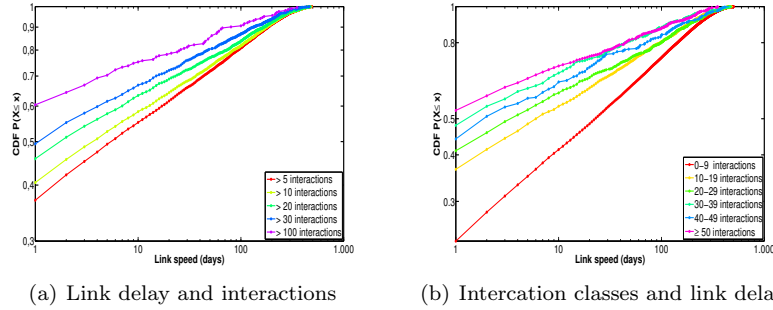 1
0.9
0.8
0.7
0.6
0.5
0.4
0,3
1
10
100
1.000
CDF P(X≤ x)
Link speed (days)
> 5 interactions
> 10 interactions
> 20 interactions
> 30 interactions
> 100 interactions
(a) Link delay and interactions
1
0.8
0.5
0.4
0.3
1
10
100
1.000
CDF P(X≤ x)
Link speed (days)
0−9 interactions
10−19 interactions
20−29 interactions
30−39 interactions
40−49 interactions
≥ 50 interactions
(b) Intercation classes and link dela